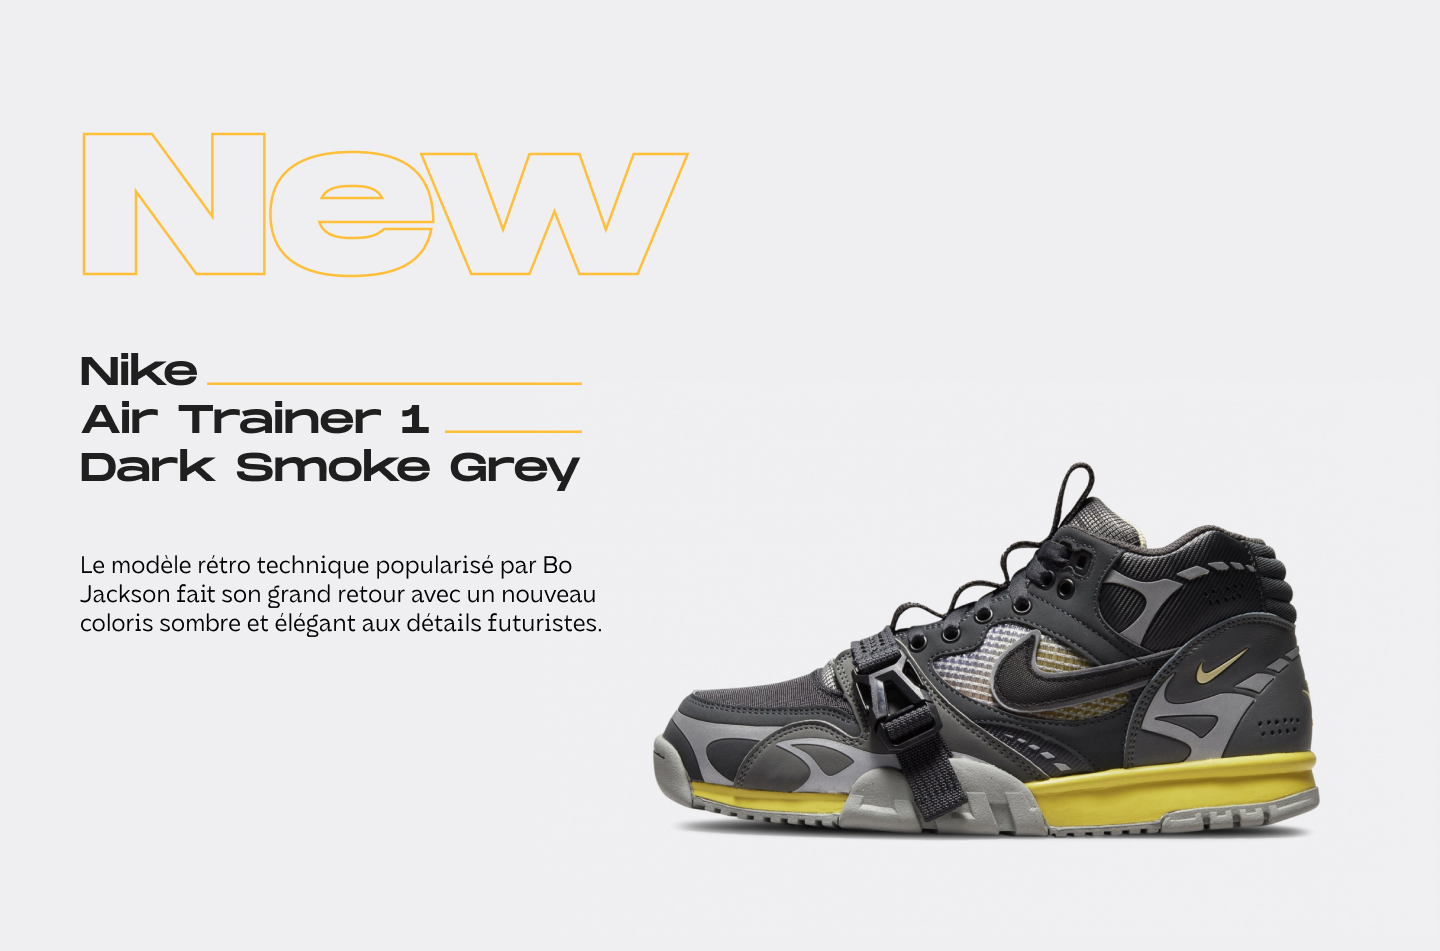 New
Nike
Air Trainer 1
Dark Smoke Grey
Le modèle rétro technique popularisé par Bo
Jackson fait son grand retour avec un nouveau
coloris sombre et élégant aux détails futuristes.